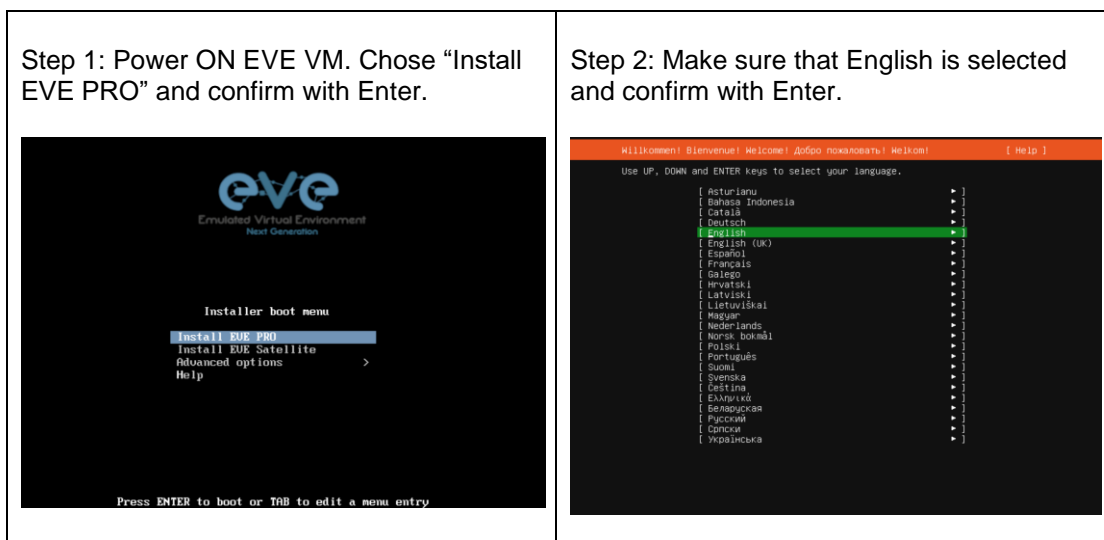 Step 1: Power ON EVE VM. Chose “Install
EVE PRO” and confirm with Enter.
eve
Emulated Virtual Environment
Next Generation
Installer boot menu
Install EVE PRO
Install EVE Satellite
Advanced options >
Help
Press ENTER to boot or TAB to edit a menu entry
Step 2: Make sure that English is selected
and confirm with Enter.
Willkommen! Bienvenue! Welcome! Добро пожаловать! Welkom! [ Help ]
Use UP, DOWN and ENTER keys to select your language.
[ Asturianu ▸ ]
[ Bahasa Indonesia ▸ ]
[ Català ▸ ]
[ Deutsch ▸ ]
[ English ▸ ]
[ English (UK) ▸ ]
[ Español ▸ ]
[ Français ▸ ]
[ Galego ▸ ]
[ Hrvatski ▸ ]
[ Latviski ▸ ]
[ Lietuviškai ▸ ]
[ Magyar ▸ ]
[ Nederlands ▸ ]
[ Norsk bokmål ▸ ]
[ Polski ▸ ]
[ Português ▸ ]
[ Suomi ▸ ]
[ Svenska ▸ ]
[ Čeština ▸ ]
[ Ελληνικά ▸ ]
[ Беларуская ▸ ]
[ Русский ▸ ]
[ Српски ▸ ]
[ Українська ▸ ]